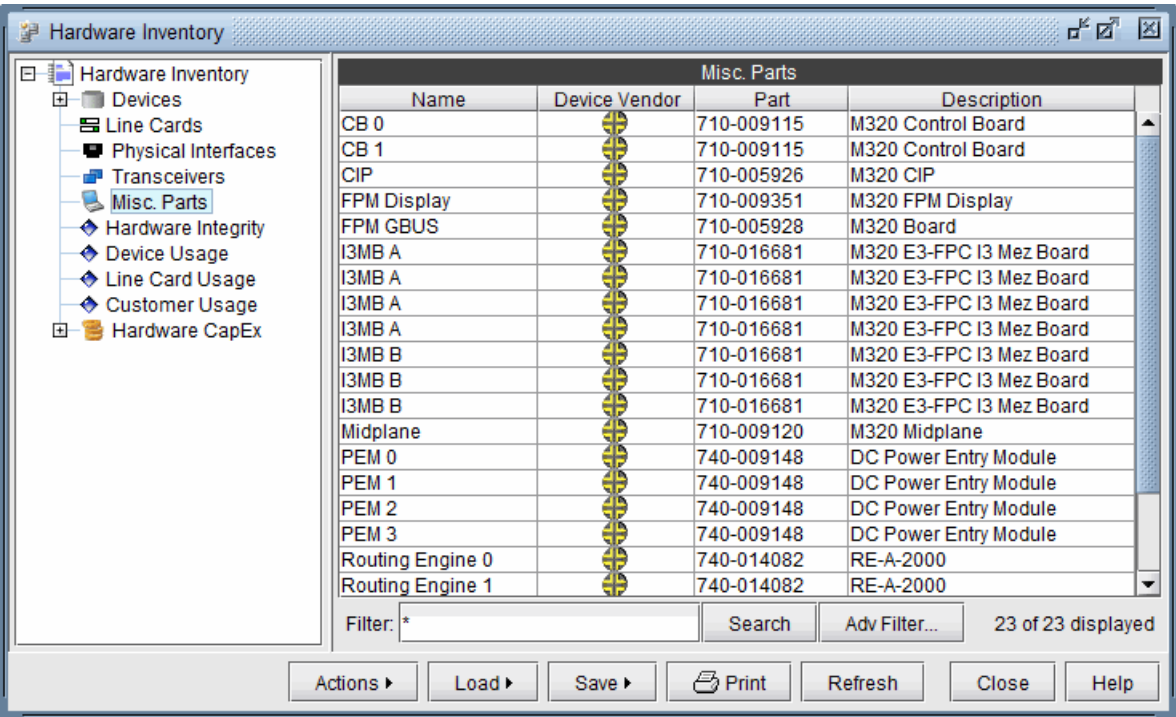 Hardware Inventory
Hardware Inventory
Devices
Line Cards
Physical Interfaces
Transceivers
Misc. Parts
Hardware Integrity
Device Usage
Line Card Usage
Customer Usage
Hardware CapEx
Misc. Parts
Name Device Vendor Part Description
CB 0 710-009115 M320 Control Board
CB 1 710-009115 M320 Control Board
CIP 710-005926 M320 CIP
FPM Display 710-009351 M320 FPM Display
FPM GBUS 710-005928 M320 Board
I3MB A 710-016681 M320 E3-FPC I3 Mez Board
I3MB A 710-016681 M320 E3-FPC I3 Mez Board
I3MB A 710-016681 M320 E3-FPC I3 Mez Board
I3MB A 710-016681 M320 E3-FPC I3 Mez Board
I3MB B 710-016681 M320 E3-FPC I3 Mez Board
I3MB B 710-016681 M320 E3-FPC I3 Mez Board
I3MB B 710-016681 M320 E3-FPC I3 Mez Board
Midplane 710-009120 M320 Midplane
PEM 0 740-009148 DC Power Entry Module
PEM 1 740-009148 DC Power Entry Module
PEM 2 740-009148 DC Power Entry Module
PEM 3 740-009148 DC Power Entry Module
Routing Engine 0 740-014082 RE-A-2000
Routing Engine 1 740-014082 RE-A-2000
Filter: * Search Adv Filter... 23 of 23 displayed
Actions Load Save Print Refresh Close Help